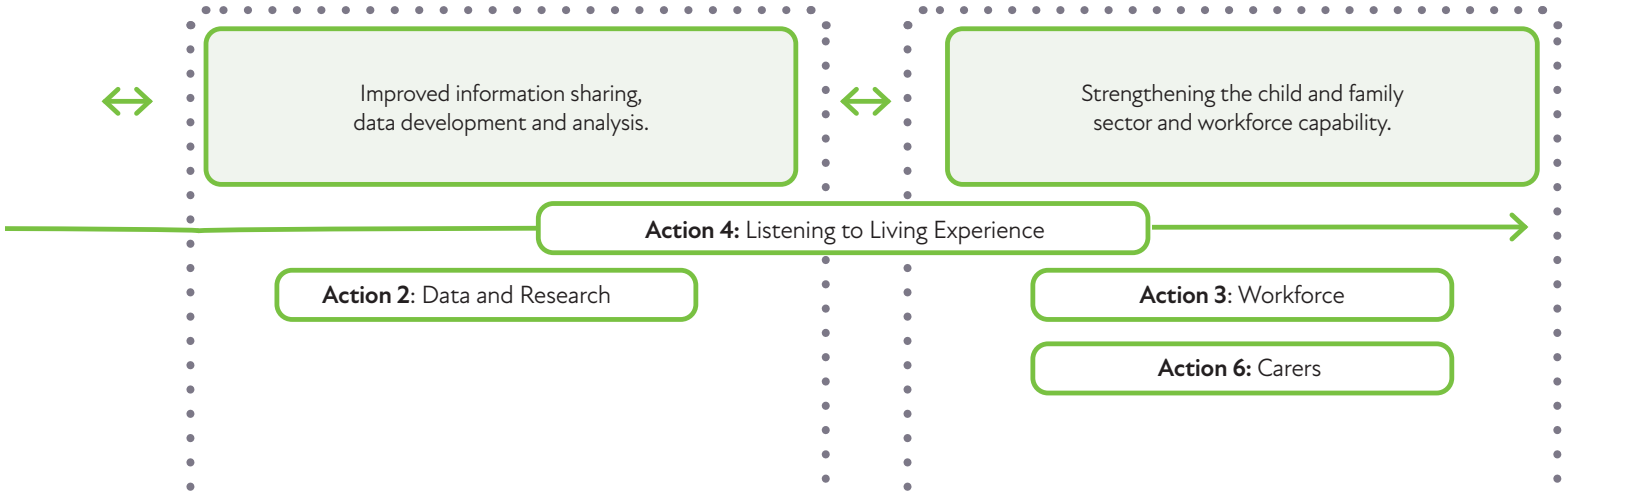 Improved information sharing,
data development and analysis.
Strengthening the child and family
sector and workforce capability.
Action 4: Listening to Living Experience
Action 2: Data and Research
Action 3: Workforce
Action 6: Carers